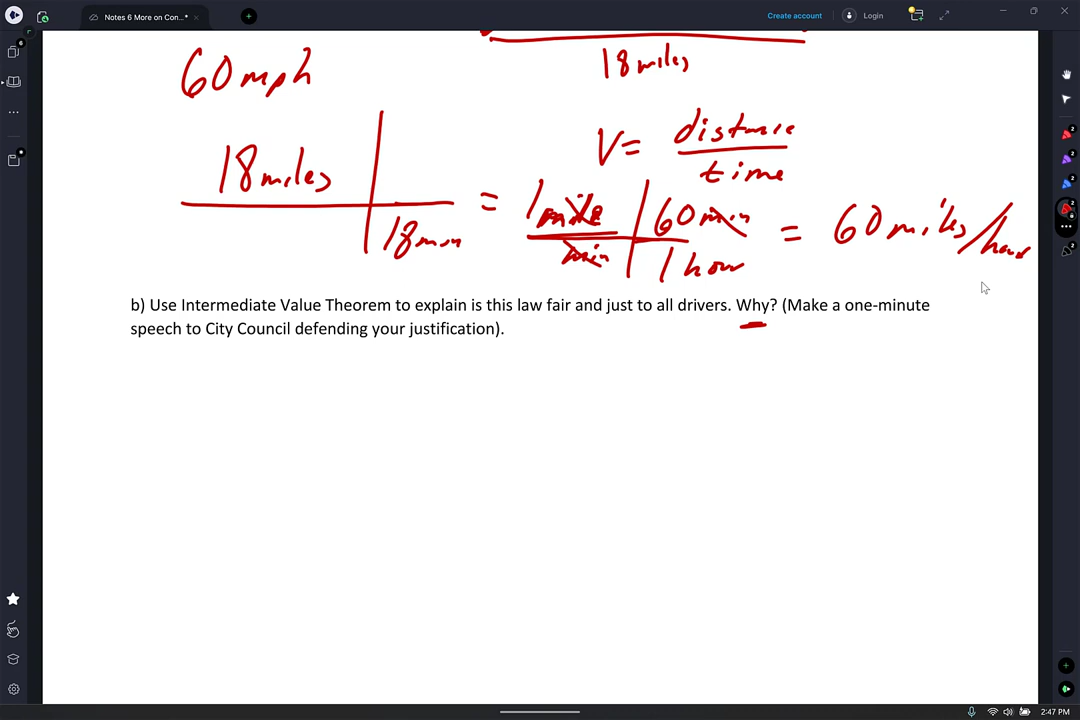 Notes 6 More on Con...*
Create account
Login
18 miles
60 mph
V = distance
time
18 miles
18 min
= 1 mile 60 min
min 1 hour
= 60 miles/hour
b) Use Intermediate Value Theorem to explain is this law fair and just to all drivers. Why? (Make a one-minute
speech to City Council defending your justification).
2:47 PM